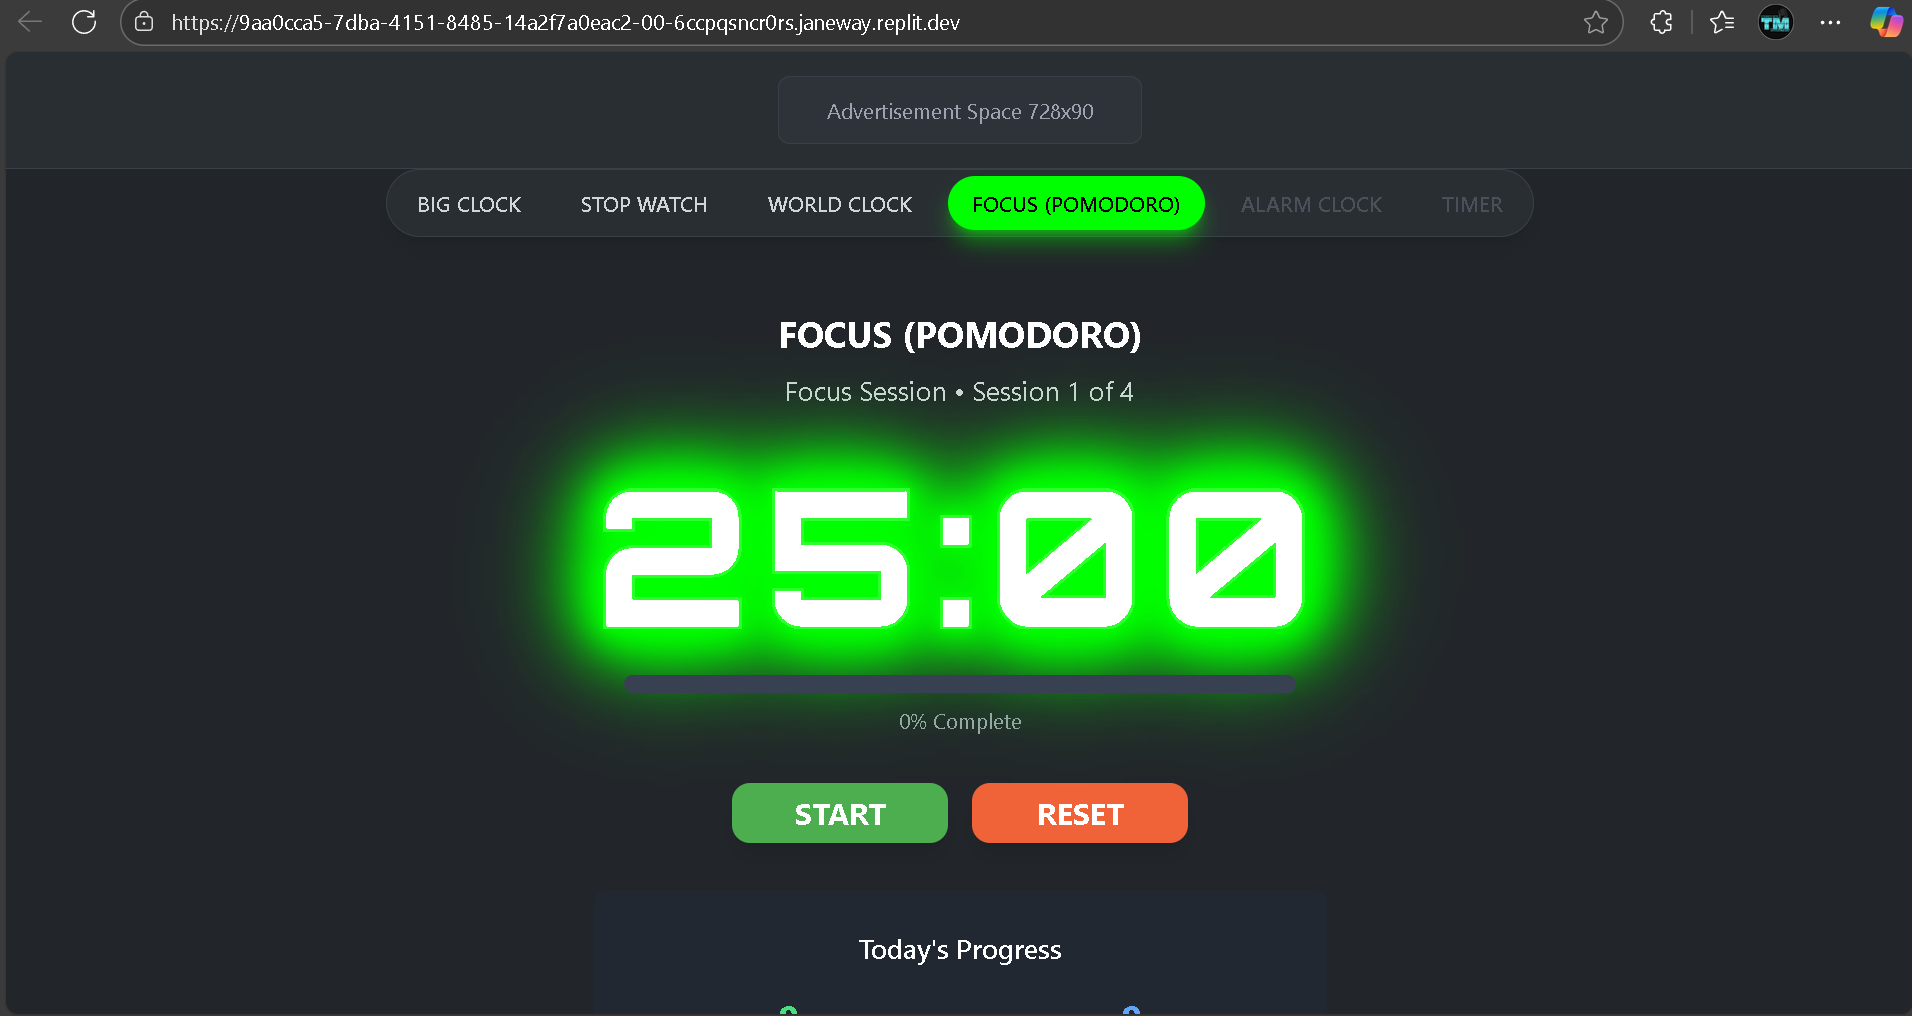 https://9aa0cca5-7dba-4151-8485-14a2f7a0eac2-00-6ccpqsncr0rs.janeway.replit.dev
TM
Advertisement Space 728x90
BIG CLOCK STOP WATCH WORLD CLOCK FOCUS (POMODORO) ALARM CLOCK TIMER
FOCUS (POMODORO)
Focus Session • Session 1 of 4
25:00
0% Complete
START RESET
Today's Progress